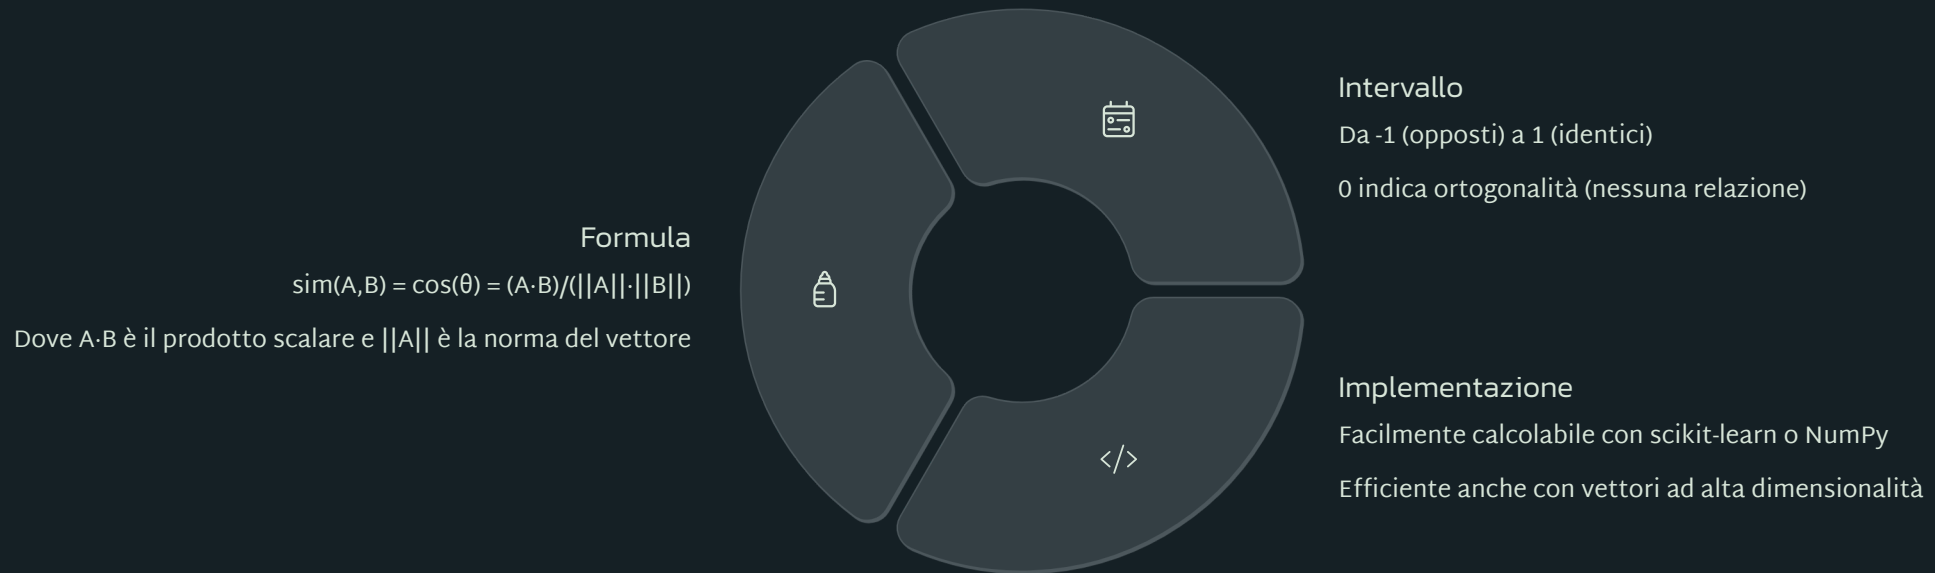 Intervallo
Da -1 (opposti) a 1 (identici)
0 indica ortogonalità (nessuna relazione)
Formula
sim(A,B) = cos(θ) = (A·B)/(||A||·||B||)
Dove A·B è il prodotto scalare e ||A|| è la norma del vettore
Implementazione
Facilmente calcolabile con scikit-learn o NumPy
Efficiente anche con vettori ad alta dimensionalità